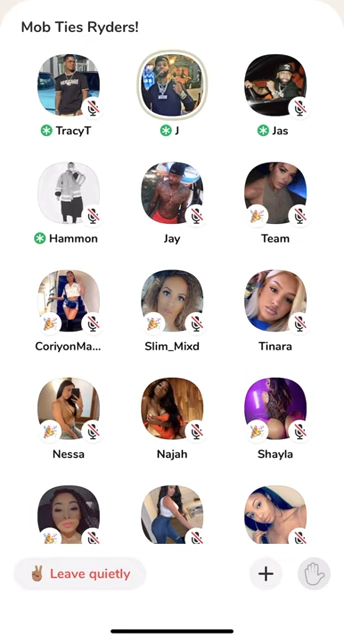 Mob Ties Ryders!
TracyT
J
Jas
Hammon
Jay
Team
CoriyonMa...
Slim_Mixd
Tinara
Nessa
Najah
Shayla
Leave quietly